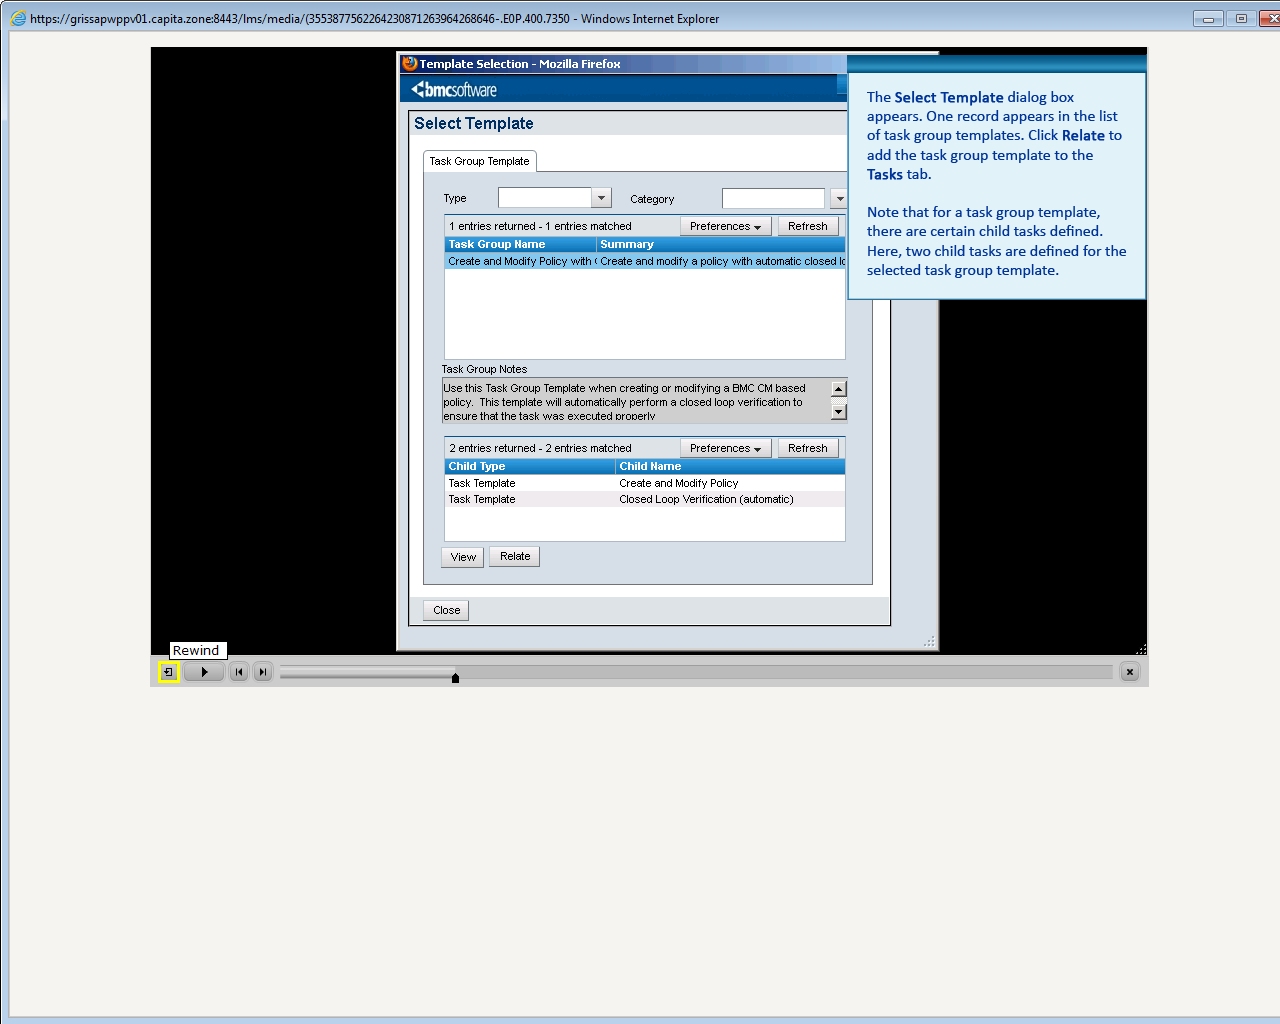 https://grissapwppv01.capita.zone:8443/lms/media/(3553877562264230871263964268646-.E0P.400.7350 - Windows Internet Explorer
Template Selection - Mozilla Firefox
bmcsoftware
Select Template
Task Group Template
Type
Category
1 entries returned - 1 entries matched
Preferences
Refresh
Task Group Name Summary
Create and Modify Policy with Create and modify a policy with automatic closed
Task Group Notes
Use this Task Group Template when creating or modifying a BMC CM based
policy. This template will automatically perform a closed loop verification to
ensure that the task was executed properly
2 entries returned - 2 entries matched
Preferences
Refresh
Child Type Child Name
Task Template Create and Modify Policy
Task Template Closed Loop Verification (automatic)
View
Relate
Close
The Select Template dialog box
appears. One record appears in the list
of task group templates. Click Relate to
add the task group template to the
Tasks tab.
Note that for a task group template,
there are certain child tasks defined.
Here, two child tasks are defined for the
selected task group template.
Rewind